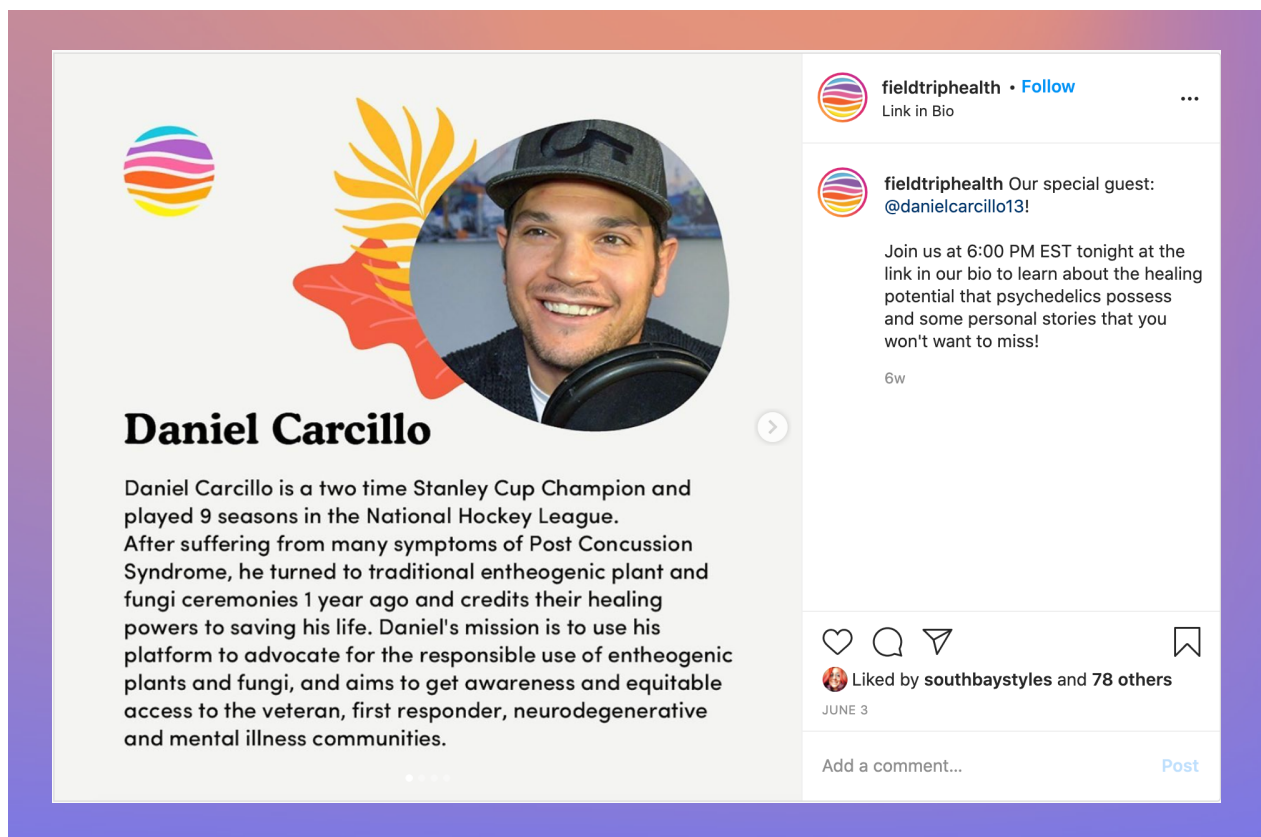 Daniel Carcillo
Daniel Carcillo is a two time Stanley Cup Champion and
played 9 seasons in the National Hockey League.
After suffering from many symptoms of Post Concussion
Syndrome, he turned to traditional entheogenic plant and
fungi ceremonies 1 year ago and credits their healing
powers to saving his life. Daniel's mission is to use his
platform to advocate for the responsible use of entheogenic
plants and fungi, and aims to get awareness and equitable
access to the veteran, first responder, neurodegenerative
and mental illness communities.
fieldtriphealth • Follow
Link in Bio
fieldtriphealth Our special guest:
@danielcarcillo13!
Join us at 6:00 PM EST tonight at the
link in our bio to learn about the healing
potential that psychedelics possess
and some personal stories that you
won't want to miss!
6w
Liked by southbaystyles and 78 others
JUNE 3
Add a comment...
Post